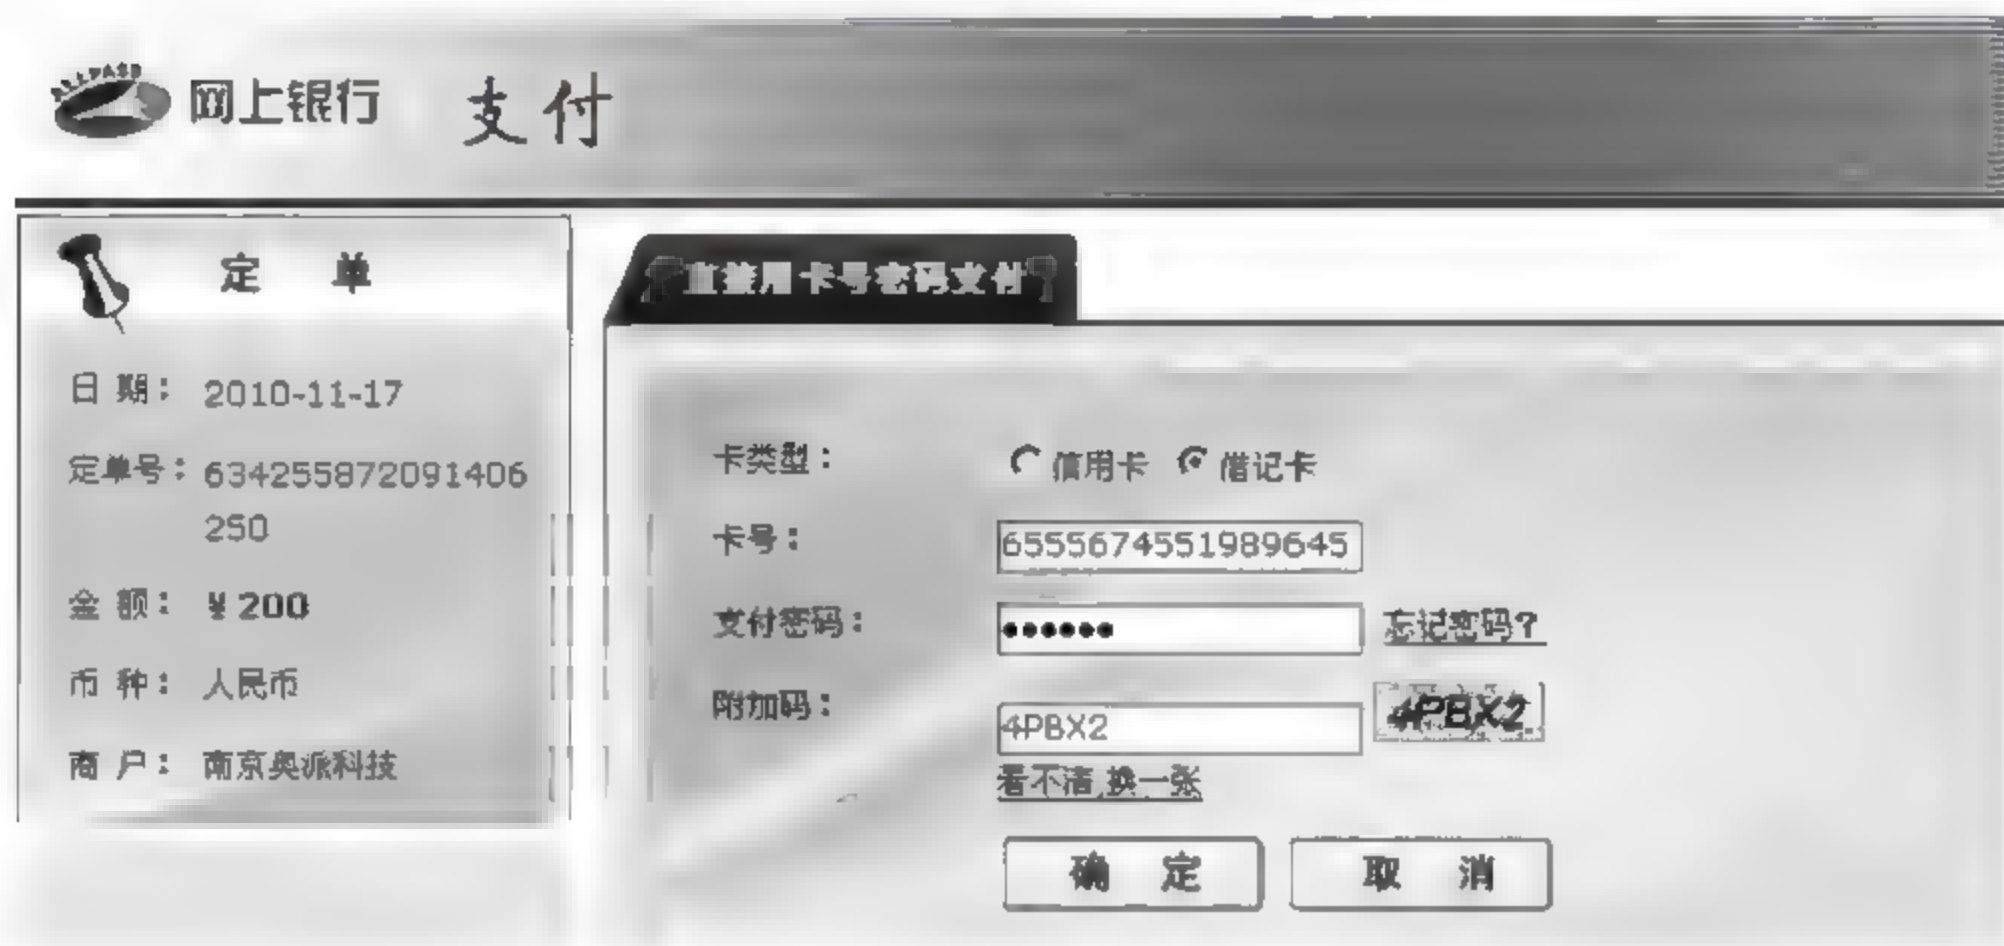 ALLPASS 网上银行 支付
定 单
日 期： 2010-11-17
定单号： 6342558872091406
250
金 额： ¥ 200
币 种： 人民币
商 户： 南京奥派科技
直接用卡号密码支付
卡类型： 信用卡 借记卡
卡号： 6555674551989645
支付密码： ●●●●●● 忘记密码?
附加码： 4PBX2 4PBX2
看不清,换一张
确 定 取 消